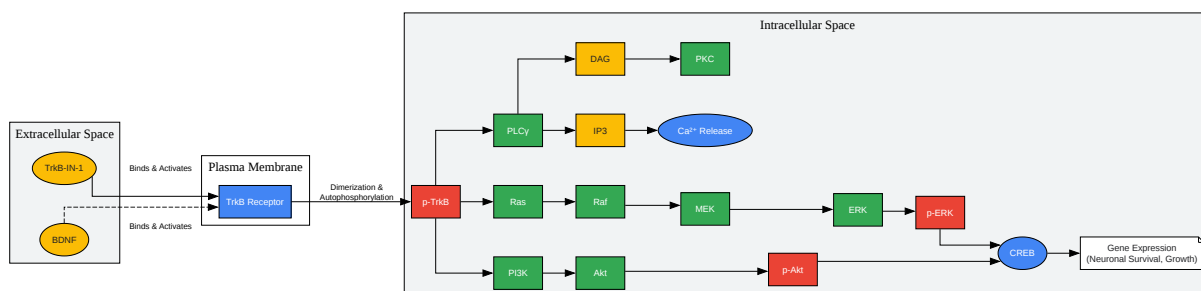 Intracellular Space
DAG
PKC
Extracellular Space
PLCγ
IP3
Ca²⁺ Release
TrkB-IN-1
Binds & Activates
Plasma Membrane
Dimerization &
Autophosphorylation
TrkB Receptor
p-TrkB
Ras
Raf
MEK
ERK
p-ERK
Binds & Activates
BDNF
PI3K
Akt
p-Akt
CREB
Gene Expression
(Neuronal Survival, Growth)